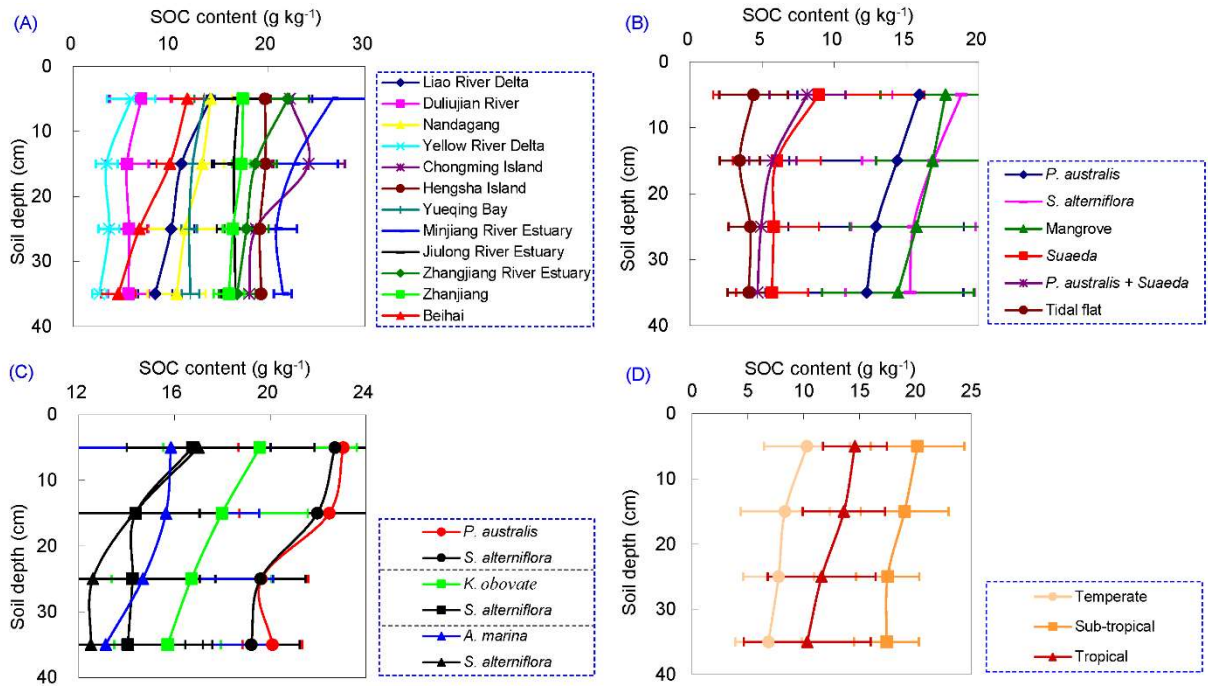 (A)
SOC content (g kg⁻¹)
0 10 20 30
0
10
20
30
40
Soil depth (cm)
Liao River Delta
Duliujian River
Nandagang
Yellow River Delta
Chongming Island
Hengsha Island
Yueqing Bay
Minjiang River Estuary
Jiulong River Estuary
Zhangjiang River Estuary
Zhanjiang
Beihai
(B)
SOC content (g kg⁻¹)
0 5 10 15 20
0
10
20
30
40
Soil depth (cm)
P. australis
S. alterniflora
Mangrove
Suaeda
P. australis + Suaeda
Tidal flat
(C)
SOC content (g kg⁻¹)
12 16 20 24
0
10
20
30
40
Soil depth (cm)
P. australis
S. alterniflora
K. obovate
S. alterniflora
A. marina
S. alterniflora
(D)
SOC content (g kg⁻¹)
0 5 10 15 20 25
0
10
20
30
40
Soil depth (cm)
Temperate
Sub-tropical
Tropical